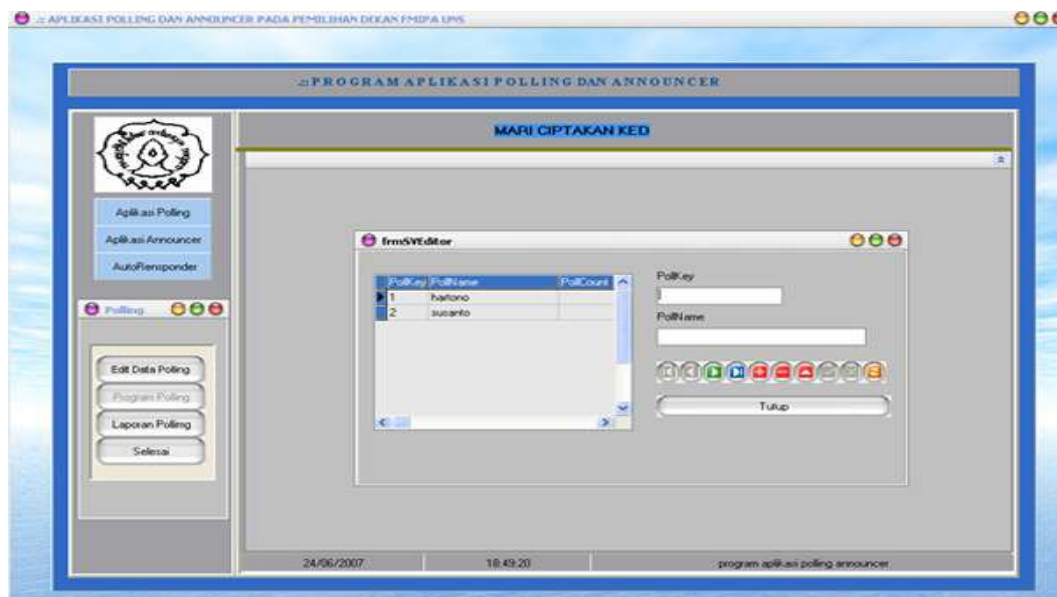 .:: APLIKASI POLLING DAN ANNOUNCER PADA PEMILIHAN DEKAN FMIPA UNS
.::PROGRAM APLIKASI POLLING DAN ANNOUNCER
MARI CIPTAKAN KED
Aplikasi Polling
Aplikasi Announcer
AutoRensponder
Polling
Edit Data Polling
Program Polling
Laporan Polling
Selesai
frmSVEditor
PollKey PollName PollCount
1 hartono
2 susanto
PollKey
PollName
Tutup
24/06/2007 18:49:20 program aplikasi polling announcer